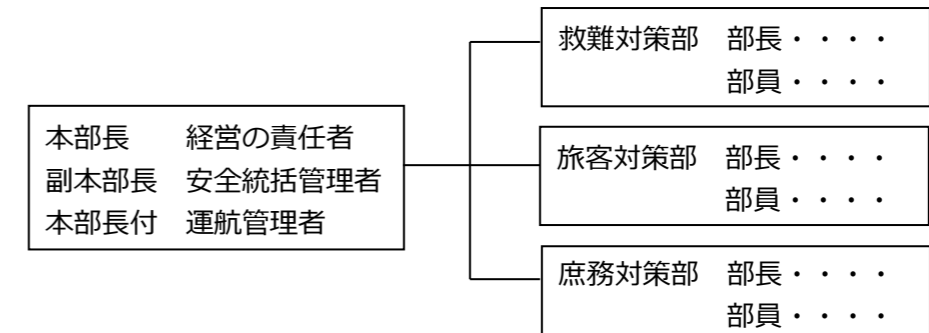 本部長　　経営の責任者
副本部長　安全統括管理者
本部長付　運航管理者
救難対策部　部長・・・・
部員・・・・
旅客対策部　部長・・・・
部員・・・・
庶務対策部　部長・・・・
部員・・・・